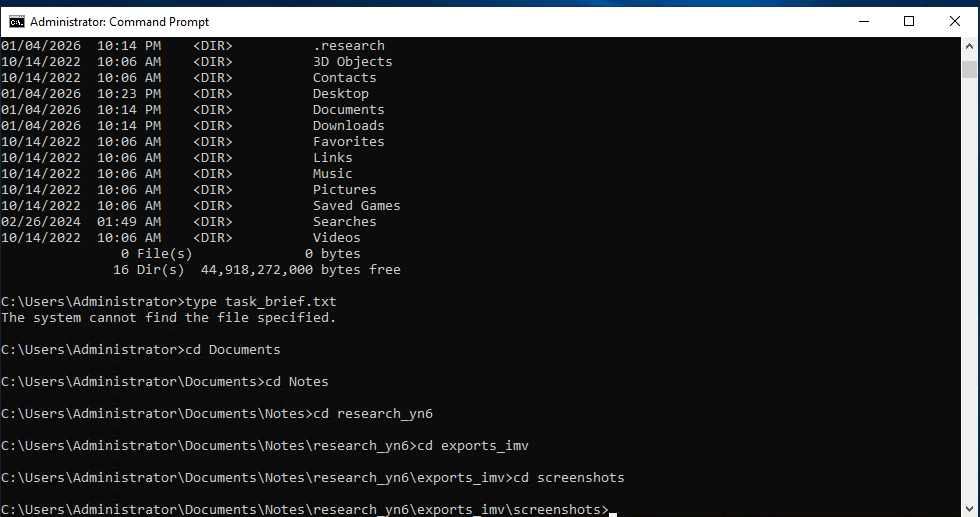 Administrator: Command Prompt
01/04/2026  10:14 PM    <DIR>          .research
10/14/2022  10:06 AM    <DIR>          3D Objects
10/14/2022  10:06 AM    <DIR>          Contacts
01/04/2026  10:23 PM    <DIR>          Desktop
01/04/2026  10:14 PM    <DIR>          Documents
01/04/2026  10:14 PM    <DIR>          Downloads
10/14/2022  10:06 AM    <DIR>          Favorites
10/14/2022  10:06 AM    <DIR>          Links
10/14/2022  10:06 AM    <DIR>          Music
10/14/2022  10:06 AM    <DIR>          Pictures
10/14/2022  10:06 AM    <DIR>          Saved Games
02/26/2024  01:49 AM    <DIR>          Searches
10/14/2022  10:06 AM    <DIR>          Videos
               0 File(s)              0 bytes
              16 Dir(s)  44,918,272,000 bytes free
C:\Users\Administrator>type task_brief.txt
The system cannot find the file specified.
C:\Users\Administrator>cd Documents
C:\Users\Administrator\Documents>cd Notes
C:\Users\Administrator\Documents\Notes>cd research_yn6
C:\Users\Administrator\Documents\Notes\research_yn6>cd exports_imv
C:\Users\Administrator\Documents\Notes\research_yn6\exports_imv>cd screenshots
C:\Users\Administrator\Documents\Notes\research_yn6\exports_imv\screenshots>